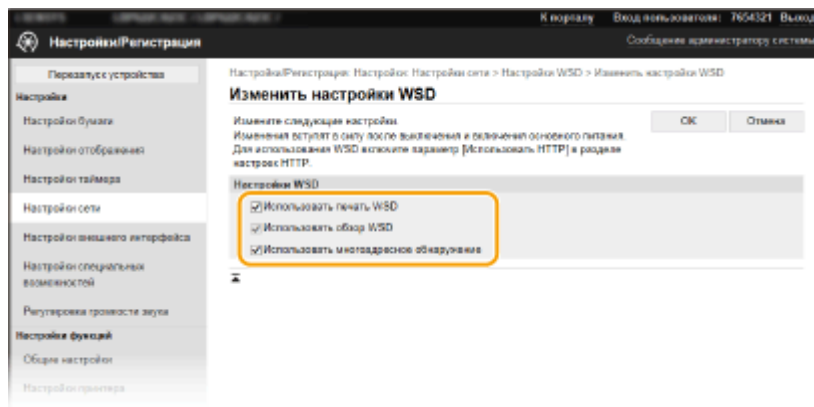 К порталу Вход пользователя: 7654321 Выход
Настройки/Регистрация
Сообщение администратору системы
Перезапуск устройства
Настройки
Настройки бумаги
Настройки отображения
Настройки таймера
Настройки сети
Настройки внешнего интерфейса
Настройки специальных
возможностей
Регулировка громкости звука
Настройки функций
Общие настройки
Настройки принтера
Настройки/Регистрация: Настройки: Настройки сети > Настройки WSD > Изменить настройки WSD
Изменить настройки WSD
Измените следующие настройки.
Изменения вступят в силу после выключения и включения основного питания.
Для использования WSD включите параметр [Использовать HTTP] в разделе
настроек HTTP.
OK Отмена
Настройки WSD
Использовать печать WSD
Использовать обзор WSD
Использовать многоадресное обнаружение